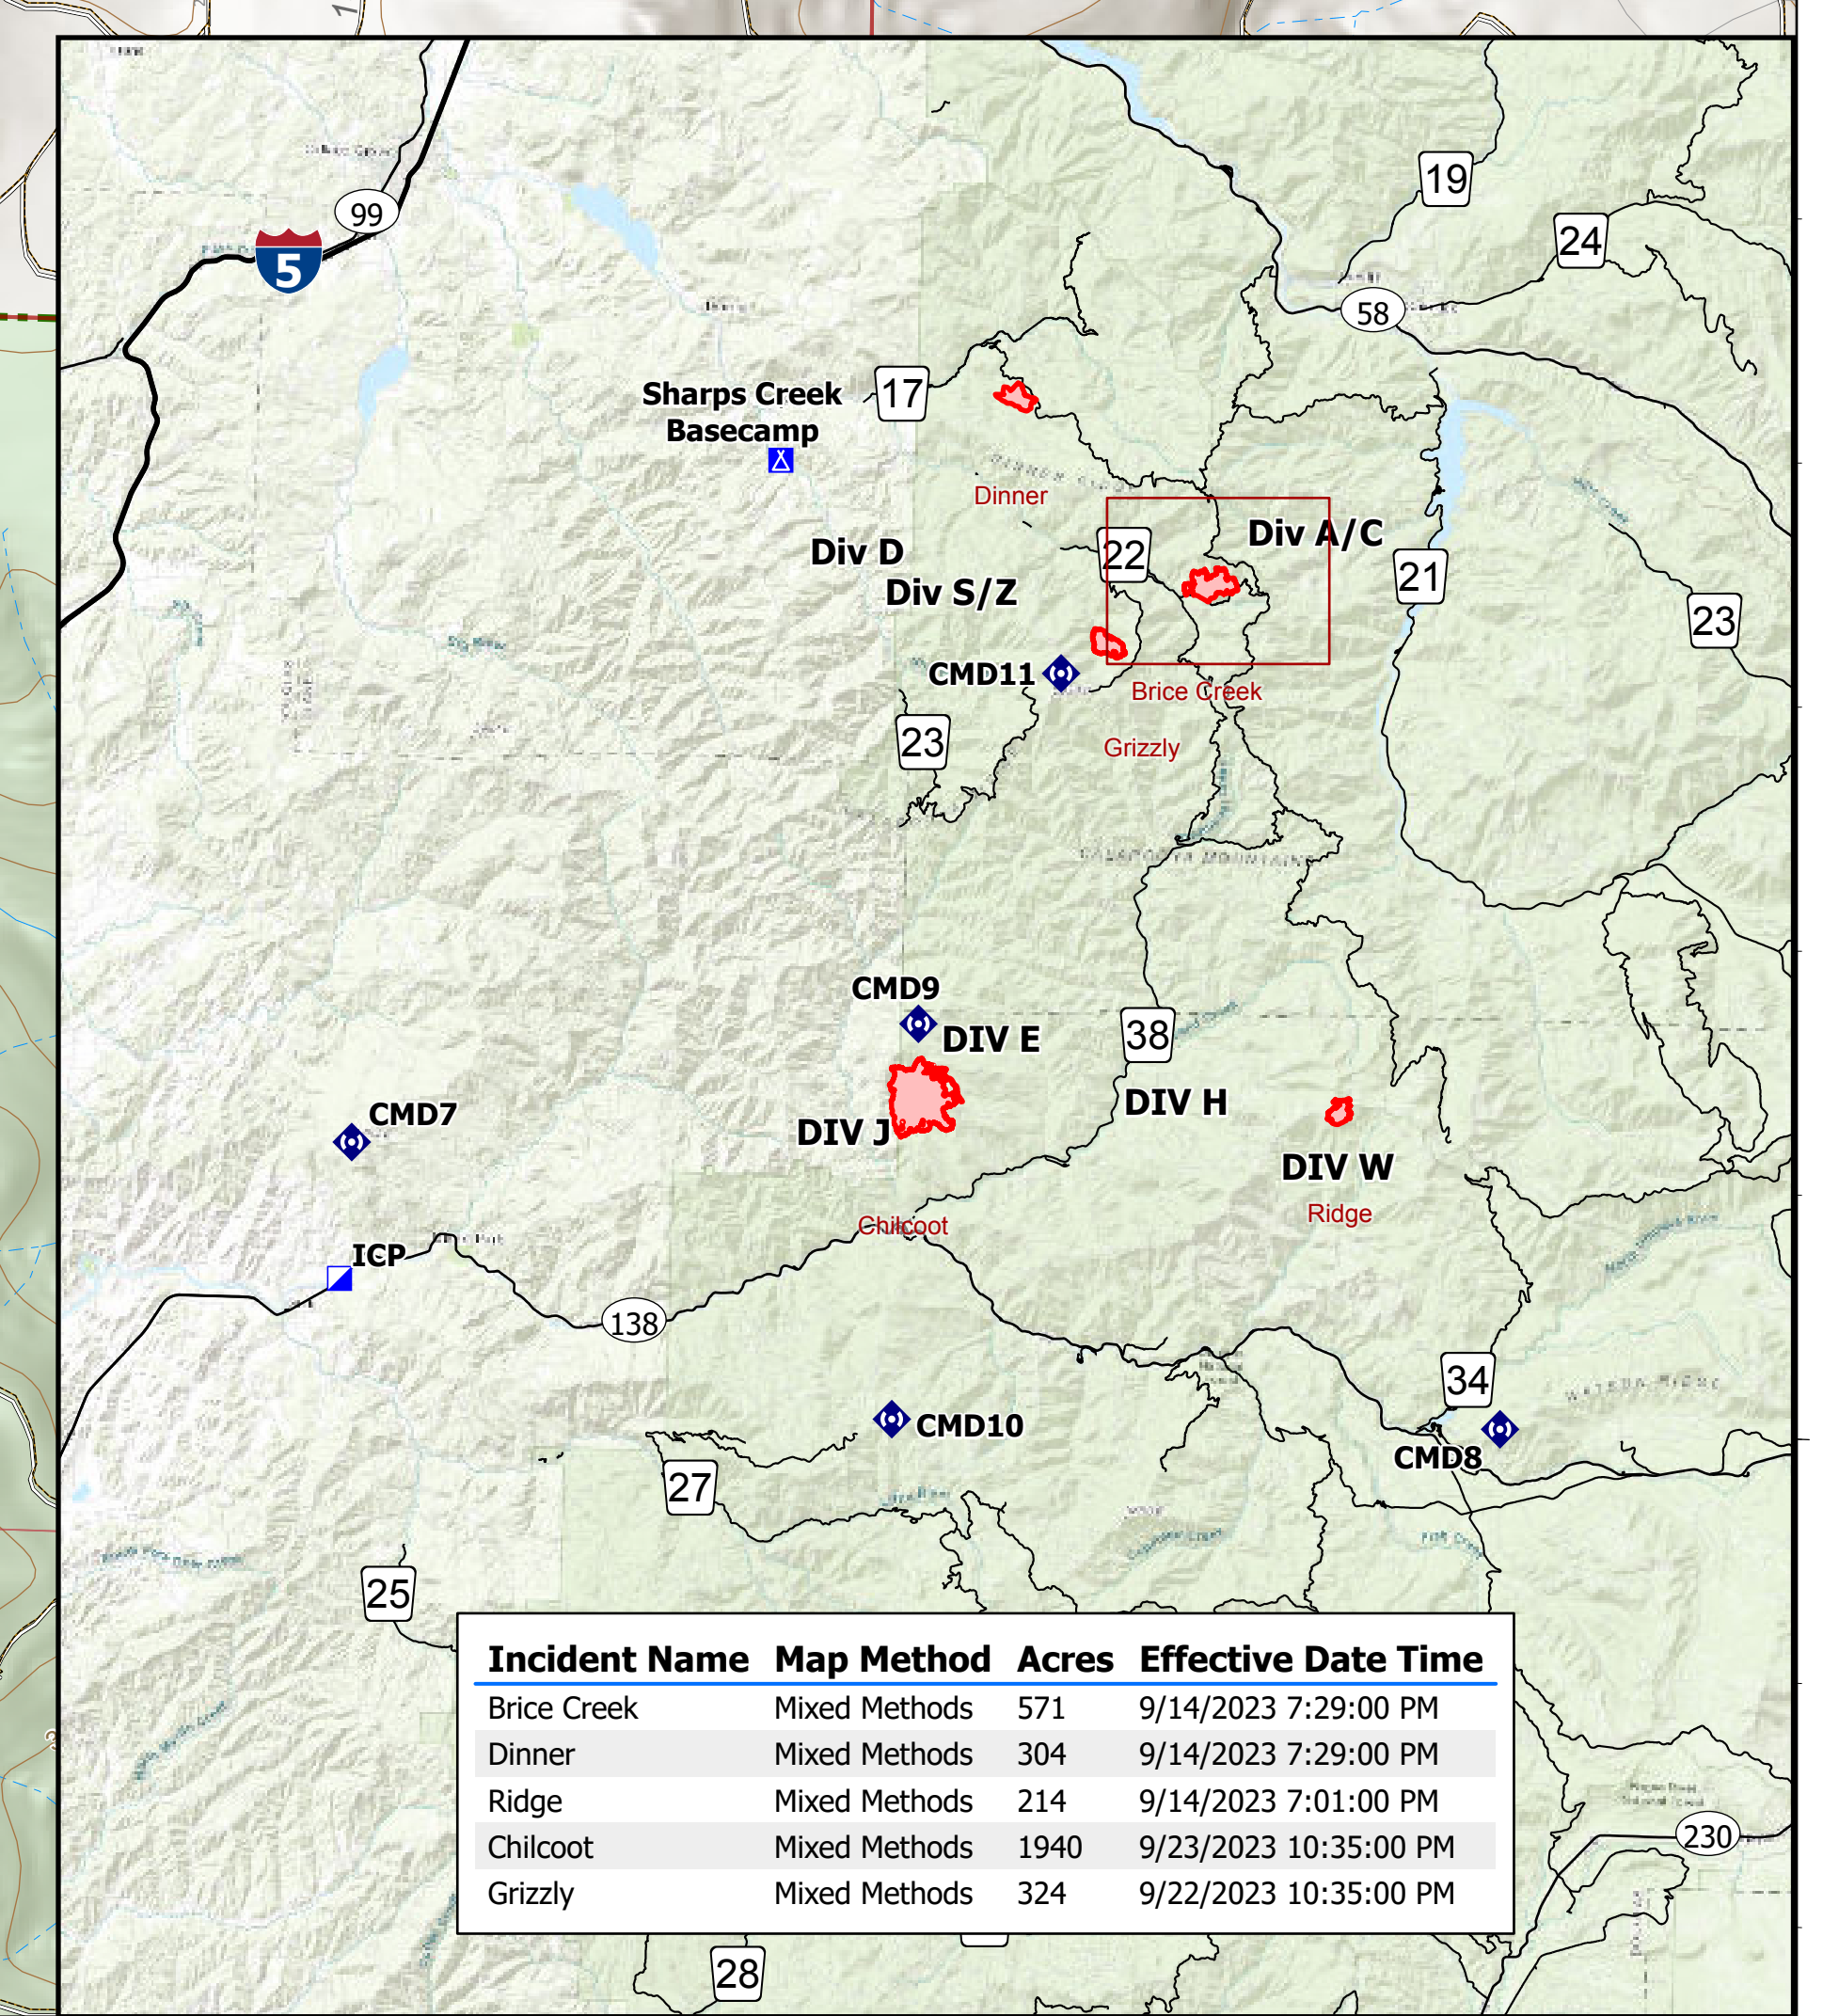 19
99
24
5
58
Sharps Creek
Basecamp
17
Dinner
Div A/C
Div D
22
21
Div S/Z
23
CMD11
Brice Creek
23
Grizzly
CALAPOOYA MOUNTAINS
CMD9
DIV E
38
DIV H
CMD7
DIV J
DIV W
Ridge
Chilcoot
ICP
138
34
WATSON RIDGE
CMD10
CMD8
27
25
Incident Name Map Method Acres Effective Date Time
Brice Creek Mixed Methods 571 9/14/2023 7:29:00 PM
Dinner Mixed Methods 304 9/14/2023 7:29:00 PM
Ridge Mixed Methods 214 9/14/2023 7:01:00 PM
Chilcoot Mixed Methods 1940 9/23/2023 10:35:00 PM
Grizzly Mixed Methods 324 9/22/2023 10:35:00 PM
230
28